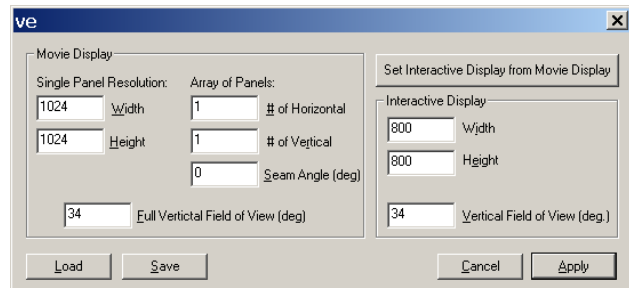 ve
Movie Display
Single Panel Resolution:
1024 Width
1024 Height
Array of Panels:
1 # of Horizontal
1 # of Vertical
0 Seam Angle (deg)
34 Full Vertictal Field of View (deg)
Set Interactive Display from Movie Display
Interactive Display
800 Width
800 Height
34 Vertical Field of View (deg.)
Load Save Cancel Apply